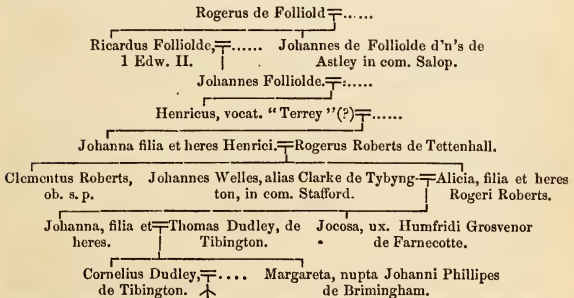 Rogerus de Folliold ......
Ricardus Folliolde, ...... Johannes de Folliolde d'n's de
1 Edw. II. Astley in com. Salop.
Johannes Folliolde. :.....
Henricus, vocat. "Terrey" (?) ......
Johanna filia et heres Henrici. Rogerus Roberts de Tettenhall.
Clementus Roberts, Johannes Welles, alias Clarke de Tybyng- Alicia, filia et heres
ob. s. p. ton, in com. Stafford. Rogeri Roberts.
Johanna, filia et Thomas Dudley, de Jocosa, ux. Humfridi Grosvenor
heres. Tibington. de Farnecotte.
Cornelius Dudley, .... Margareta, nupta Johanni Phillipes
de Tibington. de Brimingham.